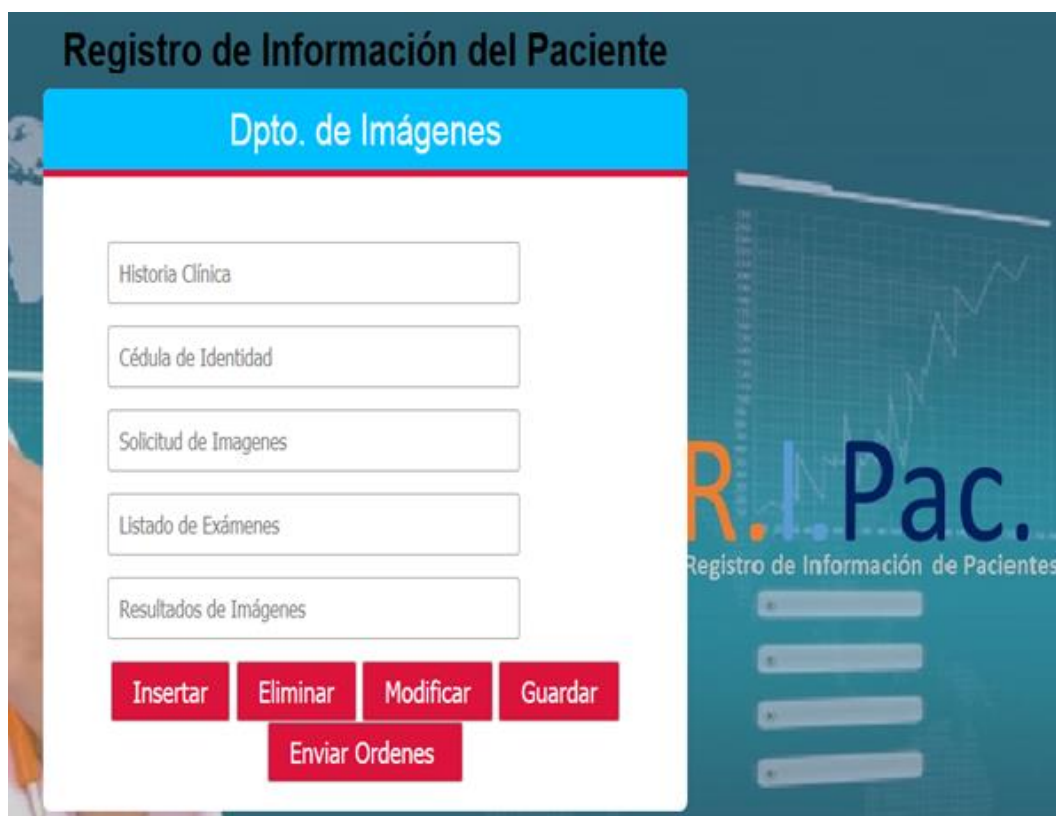 Registro de Información del Paciente
Dpto. de Imágenes
Historia Clínica
Cédula de Identidad
Solicitud de Imagenes
Listado de Exámenes
Resultados de Imágenes
Insertar Eliminar Modificar Guardar
Enviar Ordenes
R.I.Pac.
Registro de Información de Pacientes